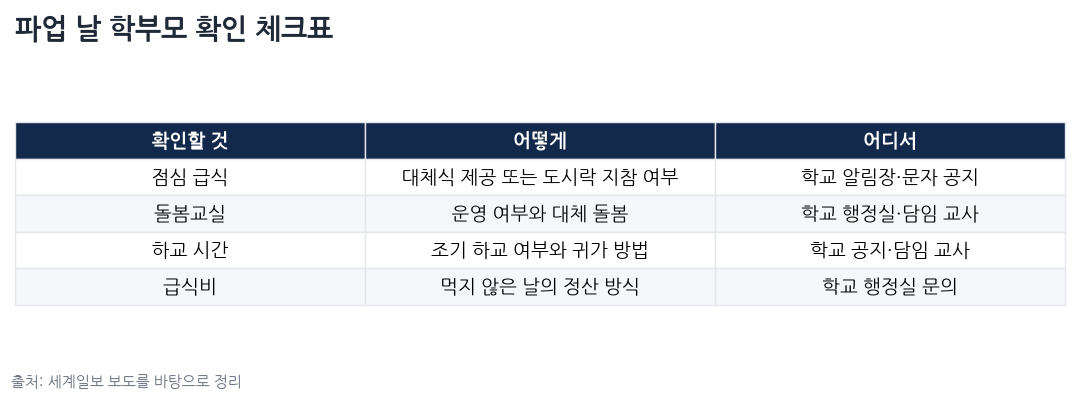 파업 날 학부모 확인 체크표
확인할 것 어떻게 어디서
점심 급식 대체식 제공 또는 도시락 지참 여부 학교 알림장·문자 공지
돌봄교실 운영 여부와 대체 돌봄 학교 행정실·담임 교사
하교 시간 조기 하교 여부와 귀가 방법 학교 공지·담임 교사
급식비 먹지 않은 날의 정산 방식 학교 행정실 문의
출처: 세계일보 보도를 바탕으로 정리